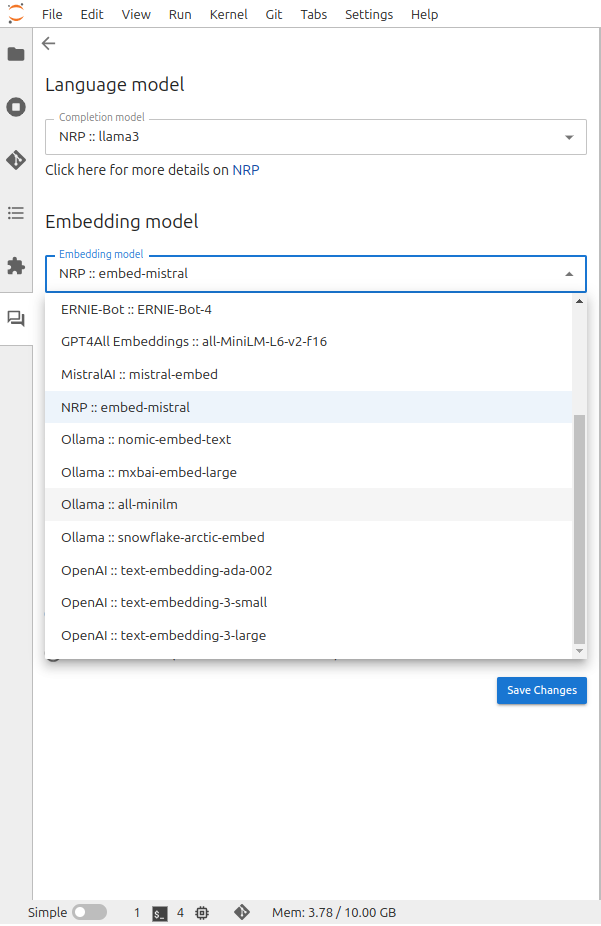 File Edit View Run Kernel Git Tabs Settings Help
Language model
Completion model
NRP :: llama3
Click here for more details on NRP
Embedding model
Embedding model
NRP :: embed-mistral
ERNIE-Bot :: ERNIE-Bot-4
GPT4All Embeddings :: all-MiniLM-L6-v2-f16
MistralAI :: mistral-embed
NRP :: embed-mistral
Ollama :: nomic-embed-text
Ollama :: mxbai-embed-large
Ollama :: all-minilm
Ollama :: snowflake-arctic-embed
OpenAI :: text-embedding-ada-002
OpenAI :: text-embedding-3-small
OpenAI :: text-embedding-3-large
Save Changes
Simple 1 $_ 4 Mem: 3.78 / 10.00 GB